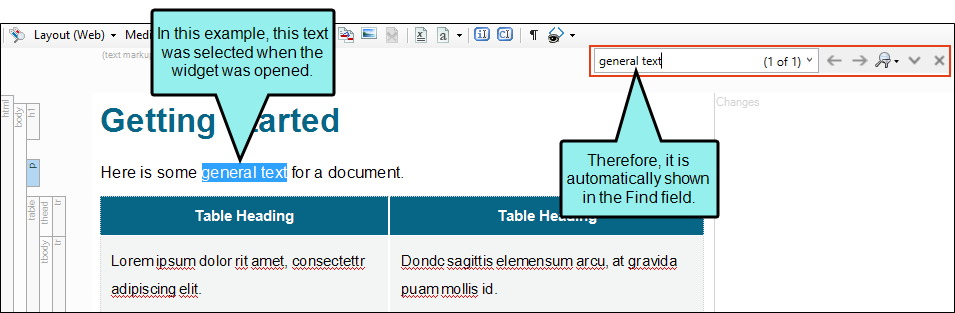 Layout (Web)
Medi
In this example, this text
was selected when the
widget was opened.
(text markup
general text
(1 of 1)
Changes
html
body
h1
p
table
thead
tr
tbody
tr
Getting Started
Here is some general text for a document.
Therefore, it is
automatically shown
in the Find field.
Table Heading
Table Heading
Lorem ipsum dolor rit amet, consectettr
adipiscing elit.
Dondc sagittis elemensum arcu, at gravida
puam mollis id.